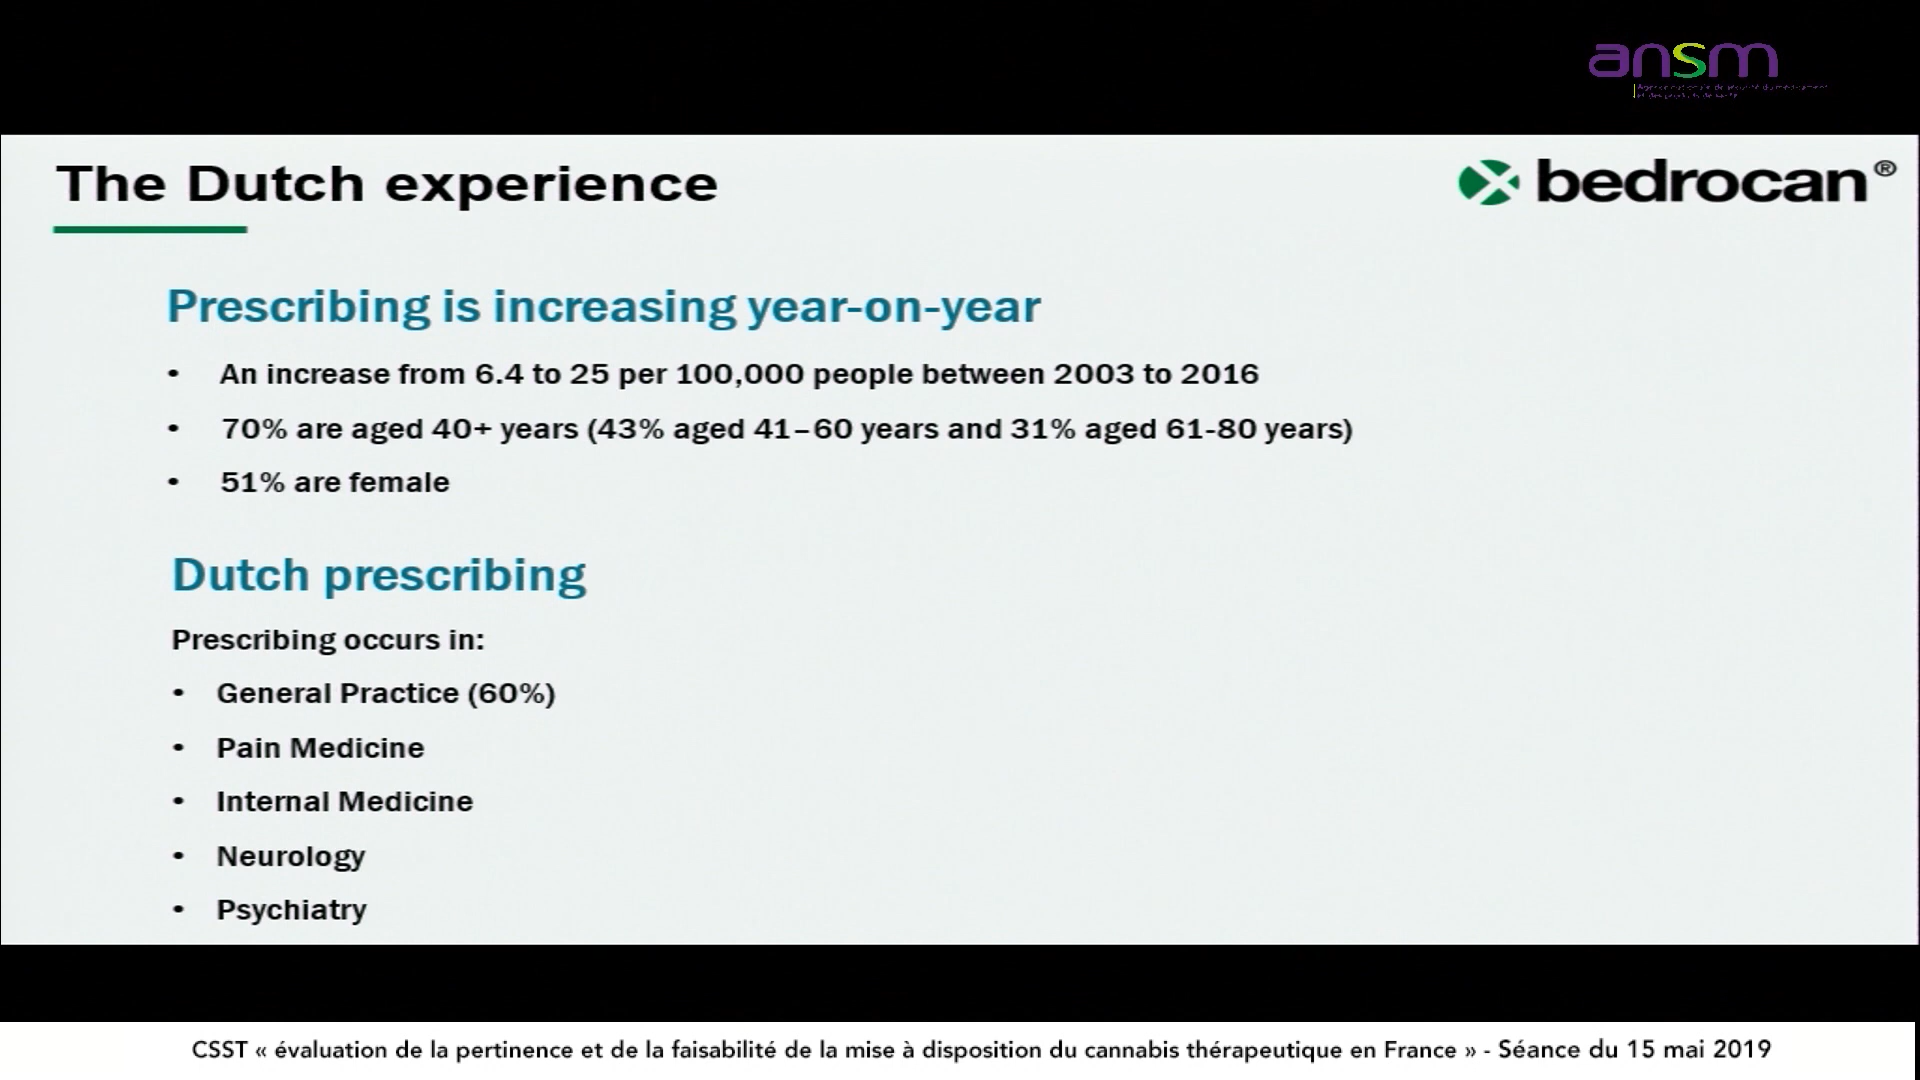 ansm
The Dutch experience
bedrocan®
Prescribing is increasing year-on-year
• An increase from 6.4 to 25 per 100,000 people between 2003 to 2016
• 70% are aged 40+ years (43% aged 41–60 years and 31% aged 61-80 years)
• 51% are female
Dutch prescribing
Prescribing occurs in:
• General Practice (60%)
• Pain Medicine
• Internal Medicine
• Neurology
• Psychiatry
CSST « évaluation de la pertinence et de la faisabilité de la mise à disposition du cannabis thérapeutique en France » - Séance du 15 mai 2019